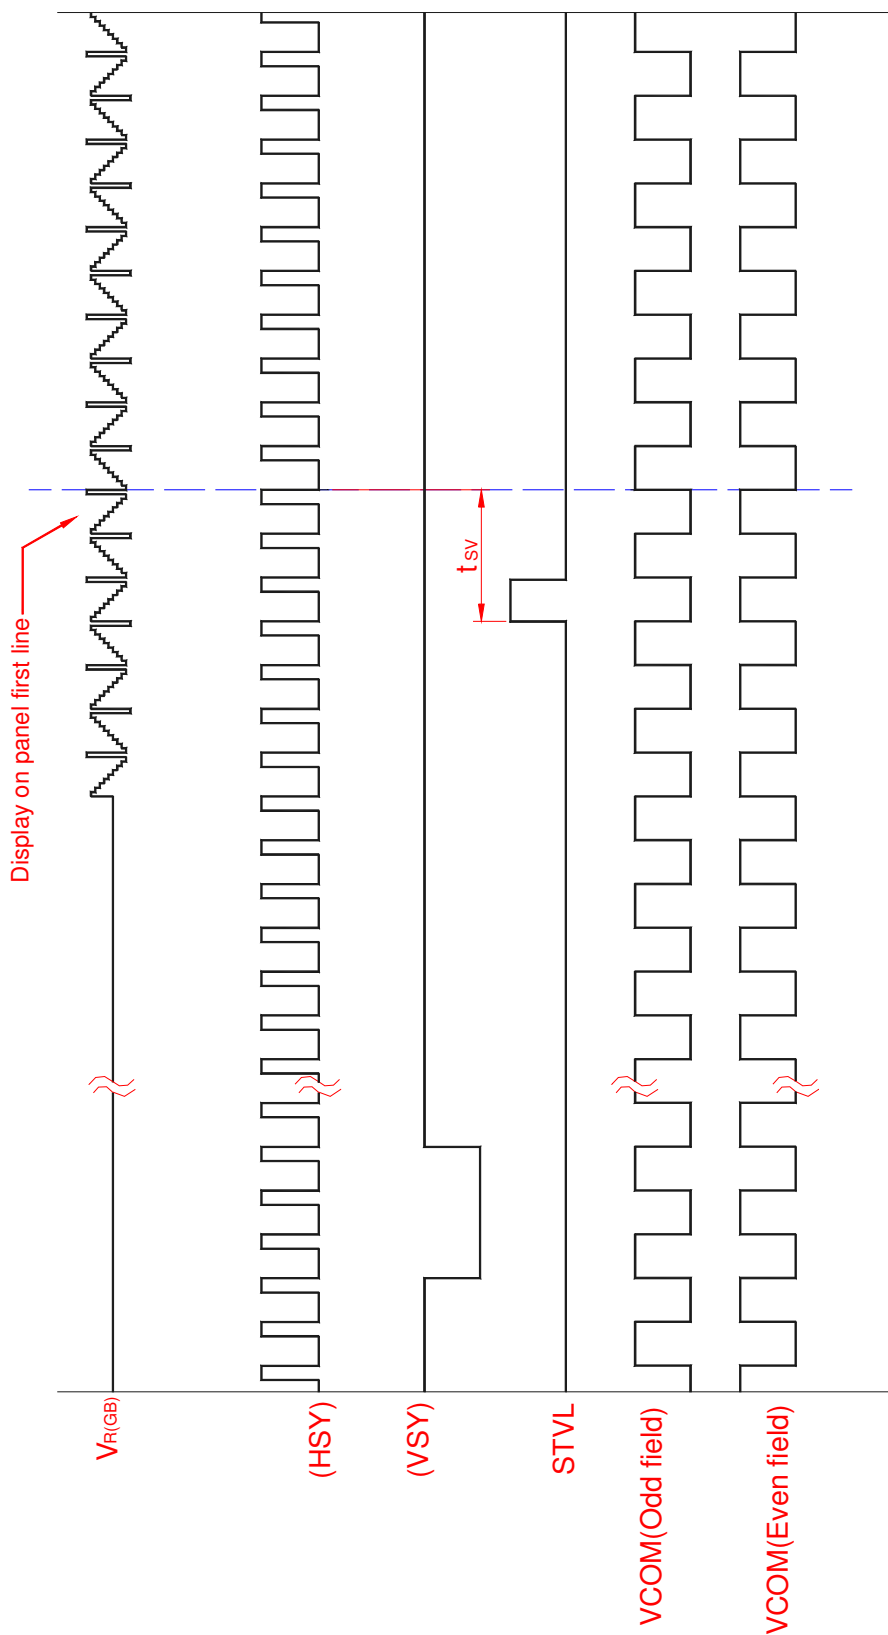 Display on panel first line
tsv
VR(GB)
(HSY)
(VSY)
STVL
VCOM(Odd field)
VCOM(Even field)